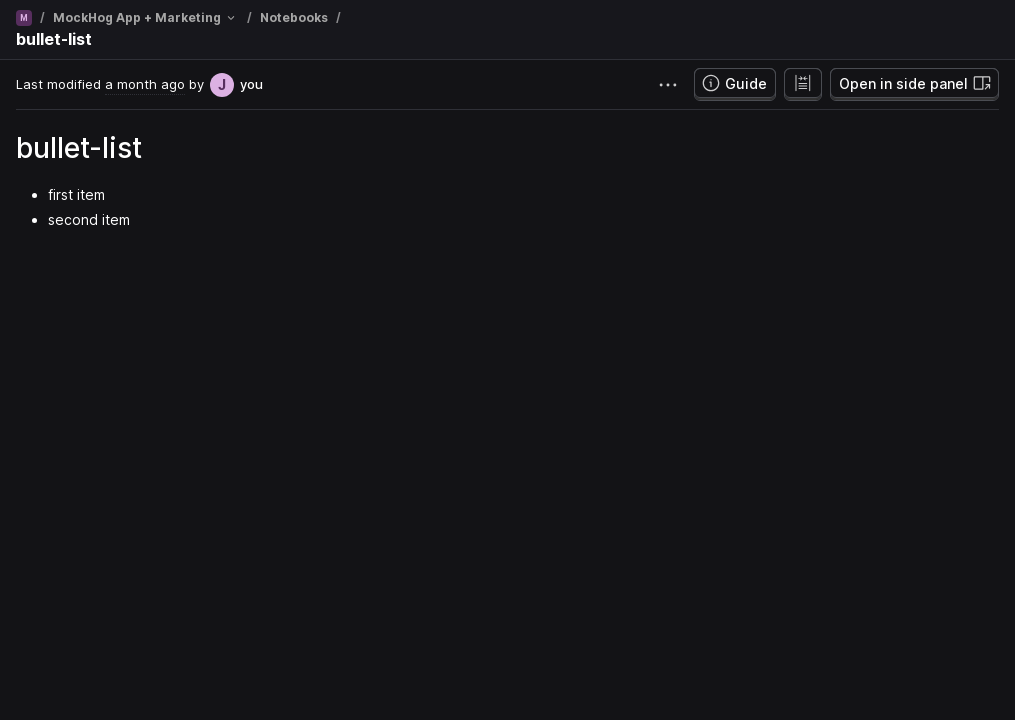 M / MockHog App + Marketing / Notebooks /
bullet-list
Last modified a month ago by J you
Guide
Open in side panel
bullet-list
• first item
• second item